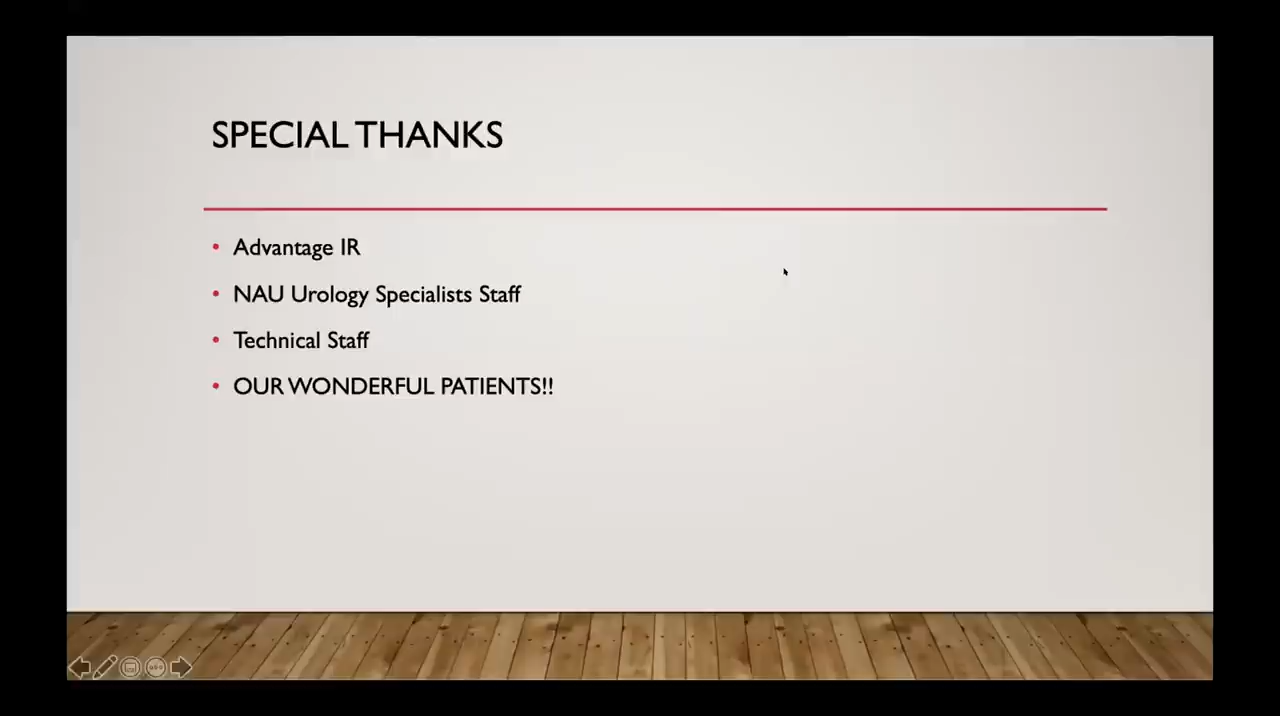 SPECIAL THANKS
Advantage IR
NAU Urology Specialists Staff
Technical Staff
OUR WONDERFUL PATIENTS!!